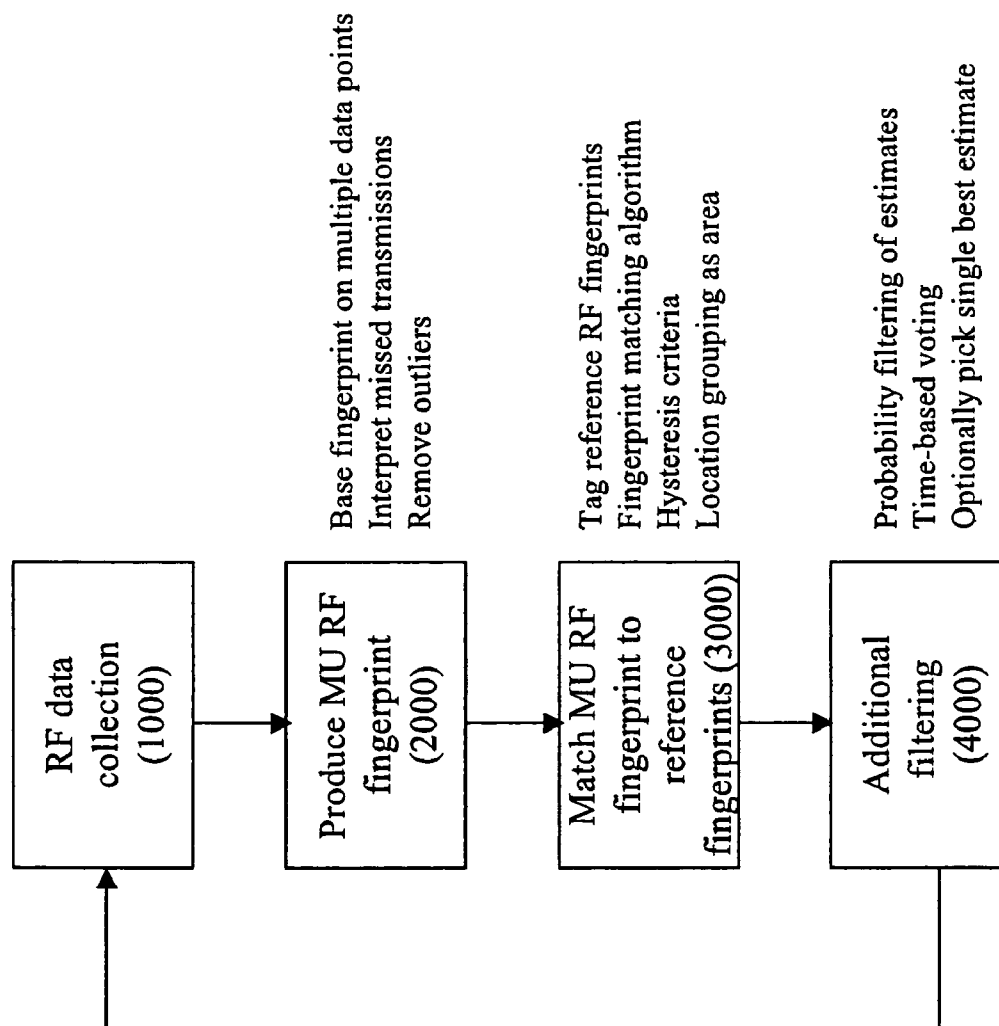 RF data
collection
(1000)
Produce MU RF
fingerprint
(2000)
Base fingerprint on multiple data points
Interpret missed transmissions
Remove outliers
Match MU RF
fingerprint to
reference
fingerprints (3000)
Tag reference RF fingerprints
Fingerprint matching algorithm
Hysteresis criteria
Location grouping as area
Additional
filtering
(4000)
Probability filtering of estimates
Time-based voting
Optionally pick single best estimate